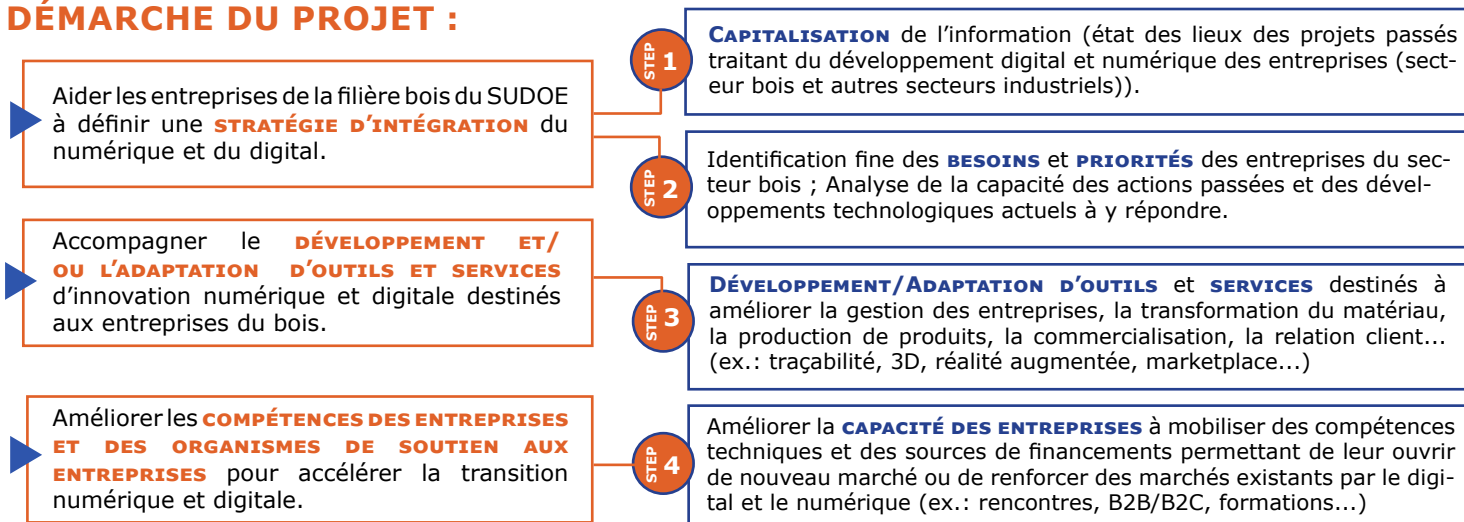 DÉMARCHE DU PROJET :
Aider les entreprises de la filière bois du SUDOE
à définir une STRATÉGIE D'INTÉGRATION du
numérique et du digital.
STEP 1
CAPITALISATION de l'information (état des lieux des projets passés
traitant du développement digital et numérique des entreprises (sect-
eur bois et autres secteurs industriels)).
STEP 2
Identification fine des BESOINS et PRIORITÉS des entreprises du sec-
teur bois ; Analyse de la capacité des actions passées et des dével-
oppements technologiques actuels à y répondre.
Accompagner le DÉVELOPPEMENT ET/
OU L'ADAPTATION D'OUTILS ET SERVICES
d'innovation numérique et digitale destinés
aux entreprises du bois.
STEP 3
DÉVELOPPEMENT/ADAPTATION D'OUTILS et SERVICES destinés à
améliorer la gestion des entreprises, la transformation du matériau,
la production de produits, la commercialisation, la relation client...
(ex.: traçabilité, 3D, réalité augmentée, marketplace...)
Améliorer les COMPÉTENCES DES ENTREPRISES
ET DES ORGANISMES DE SOUTIEN AUX
ENTREPRISES pour accélérer la transition
numérique et digitale.
STEP 4
Améliorer la CAPACITÉ DES ENTREPRISES à mobiliser des compétences
techniques et des sources de financements permettant de leur ouvrir
de nouveau marché ou de renforcer des marchés existants par le digi-
tal et le numérique (ex.: rencontres, B2B/B2C, formations...)